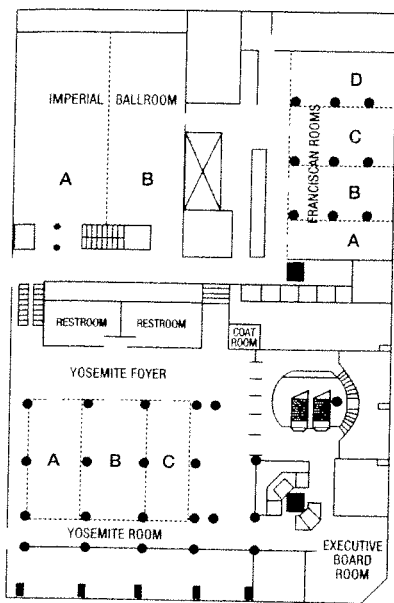 IMPERIAL BALLROOM
A
B
FRANCISCAN ROOMS
D
C
B
A
RESTROOM
RESTROOM
COAT
ROOM
YOSEMITE FOYER
A
B
C
YOSEMITE ROOM
EXECUTIVE
BOARD
ROOM